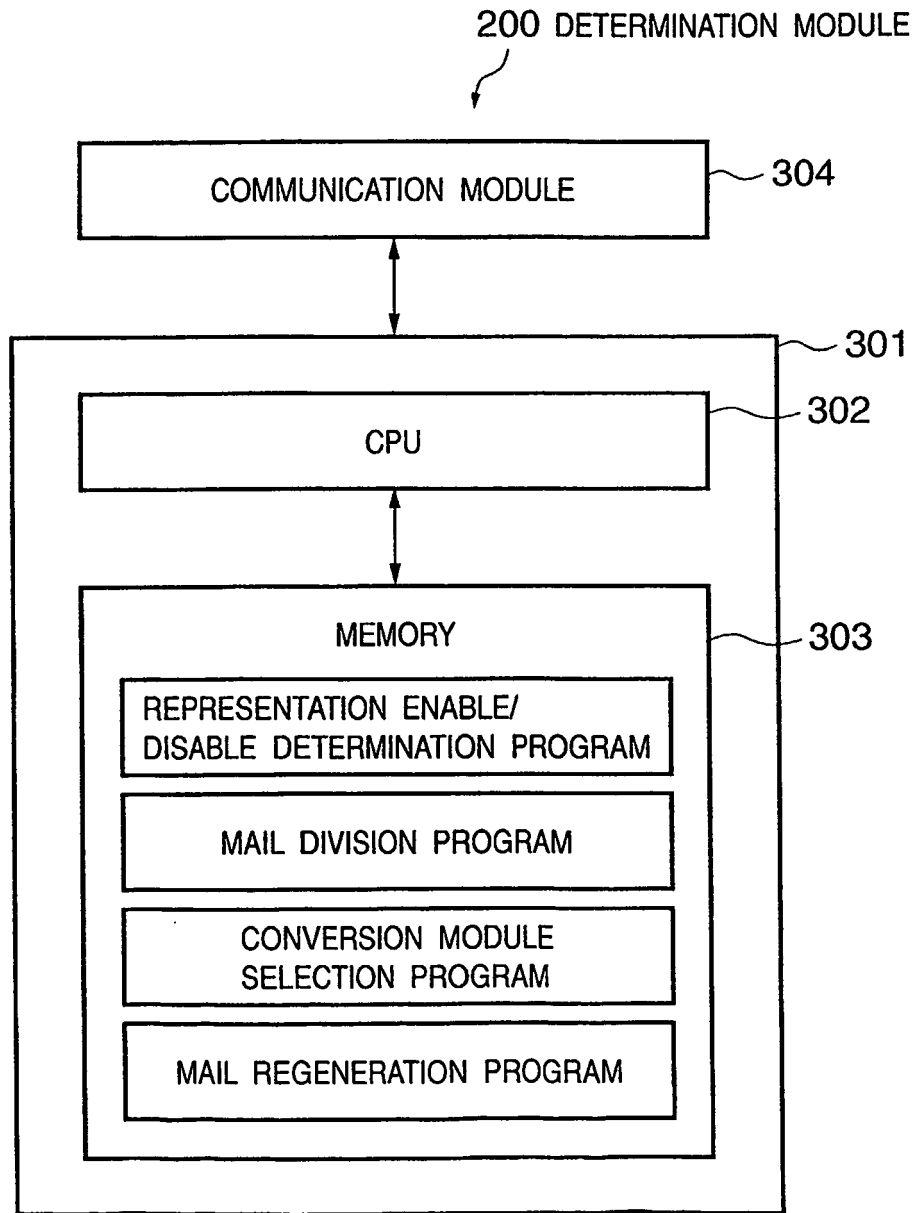 200 DETERMINATION MODULE
COMMUNICATION MODULE
304
301
CPU
302
MEMORY
303
REPRESENTATION ENABLE/
DISABLE DETERMINATION PROGRAM
MAIL DIVISION PROGRAM
CONVERSION MODULE
SELECTION PROGRAM
MAIL REGENERATION PROGRAM